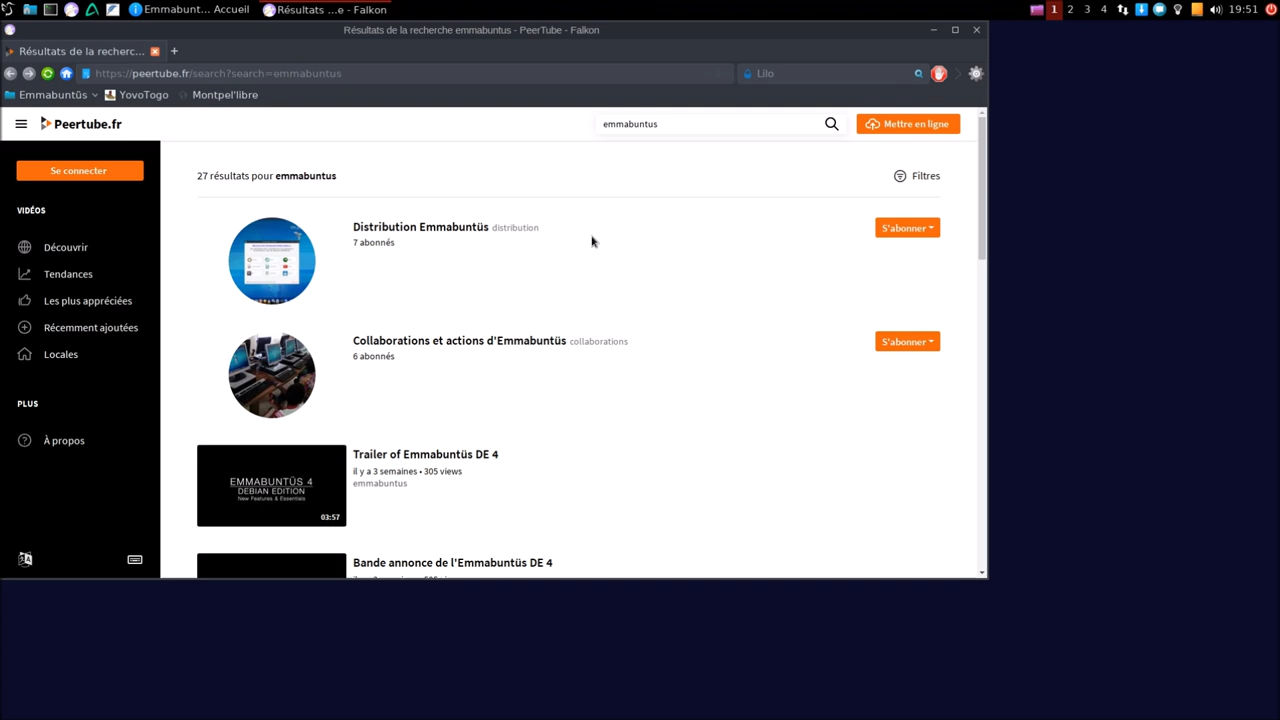 Emmabunt... Accueil
Résultats ...e - Falkon
1 2 3 4
19:51
Résultats de la recherche emmabuntus - PeerTube - Falkon
Résultats de la recherc...
https://peertube.fr/search?search=emmabuntus
Lilo
Emmabuntüs
YovoTogo
Montpel'libre
Peertube.fr
emmabuntus
Mettre en ligne
Se connecter
27 résultats pour emmabuntus
Filtres
VIDÉOS
Découvrir
Tendances
Les plus appréciées
Récemment ajoutées
Locales
PLUS
À propos
Distribution Emmabuntüs distribution
7 abonnés
S'abonner
Collaborations et actions d'Emmabuntüs collaborations
6 abonnés
S'abonner
EMMABUNTÜS 4
DEBIAN EDITION
New Features & Essentials
03:57
Trailer of Emmabuntüs DE 4
il y a 3 semaines • 305 views
emmabuntus
Bande annonce de l'Emmabuntüs DE 4